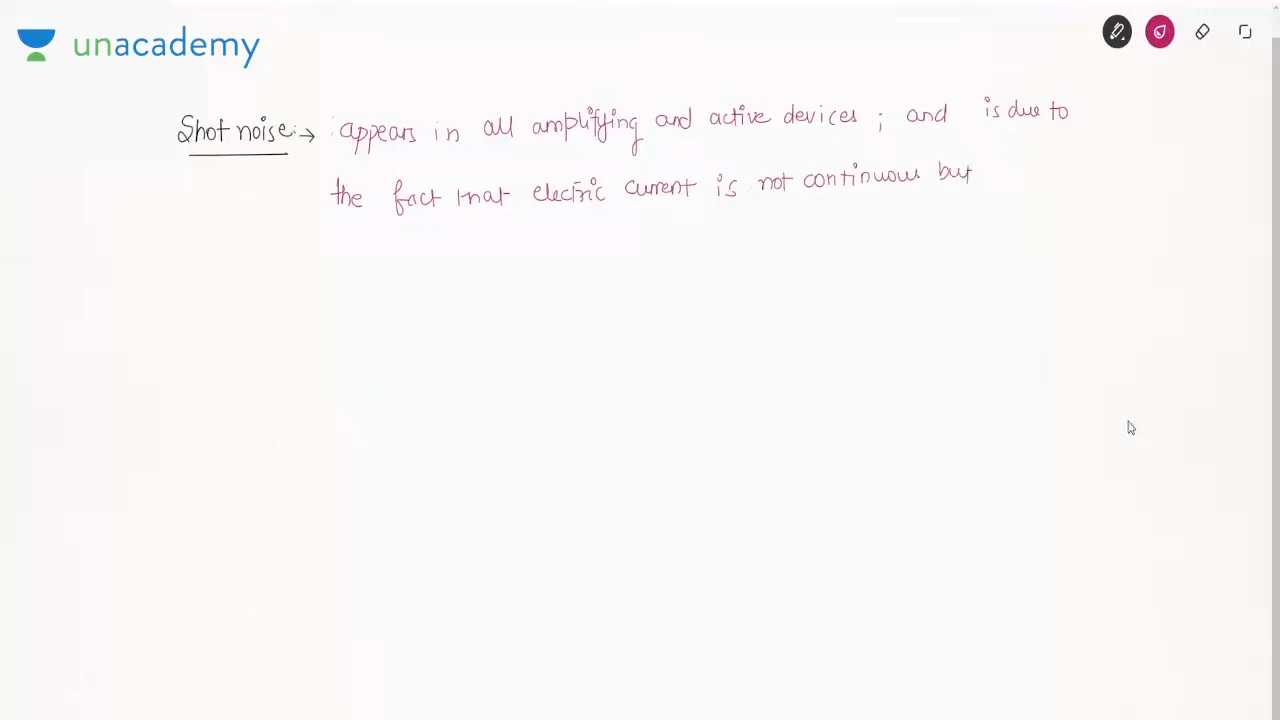 unacademy
Shot noise :→ appears in all amplifying and active devices ; and is due to
the fact that electric current is not continuous but